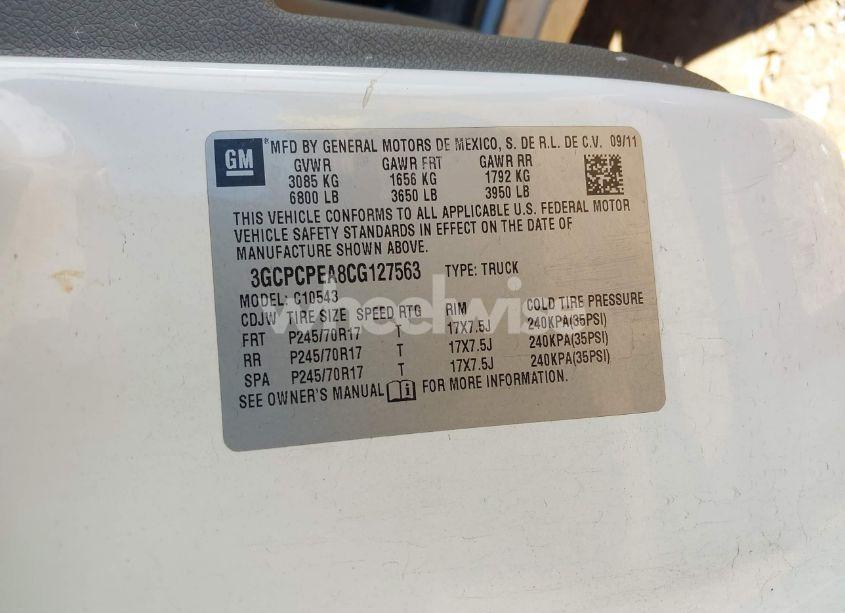 GM
*MFD BY GENERAL MOTORS DE MEXICO, S. DE R.L. DE C.V. 09/11
GVWR GAWR FRT GAWR RR
3085 KG 1656 KG 1792 KG
6800 LB 3650 LB 3950 LB
THIS VEHICLE CONFORMS TO ALL APPLICABLE U.S. FEDERAL MOTOR
VEHICLE SAFETY STANDARDS IN EFFECT ON THE DATE OF
MANUFACTURE SHOWN ABOVE.
3GCPCPEA8CG127563 TYPE: TRUCK
MODEL: C10543
CDJW TIRE SIZE SPEED RTG RIM COLD TIRE PRESSURE
FRT P245/70R17 T 17X7.5J 240KPA(35PSI)
RR P245/70R17 T 17X7.5J 240KPA(35PSI)
SPA P245/70R17 T 17X7.5J 240KPA(35PSI)
SEE OWNER'S MANUAL FOR MORE INFORMATION.
wheelwise